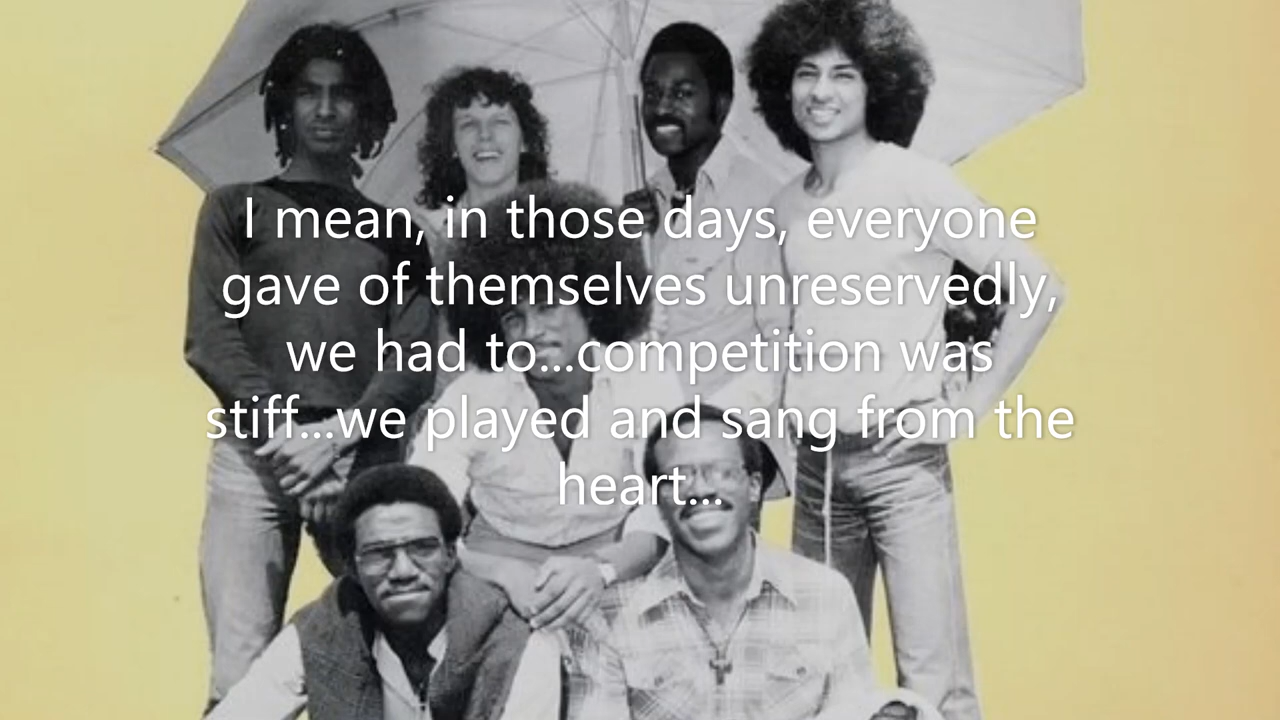 I mean, in those days, everyone
gave of themselves unreservedly,
we had to...competition was
stiff...we played and sang from the
heart...